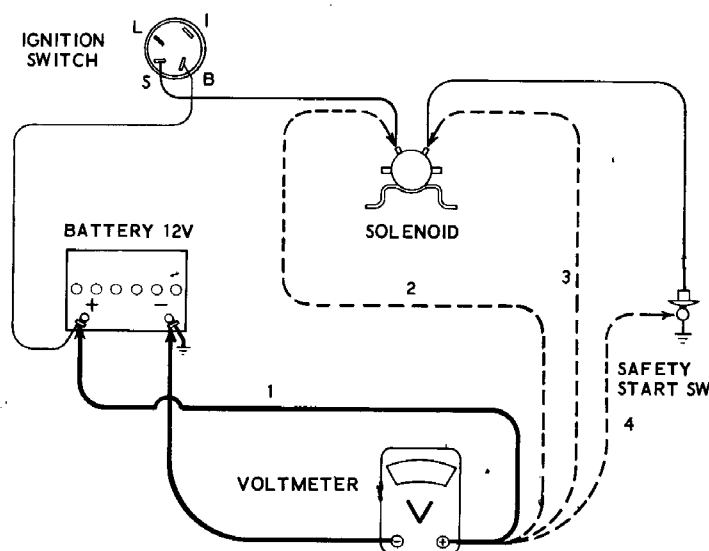 L I
IGNITION
SWITCH
S B
BATTERY 12V
+ −
SOLENOID
2
3
SAFETY
START SW
1
4
VOLTMETER
V
− +